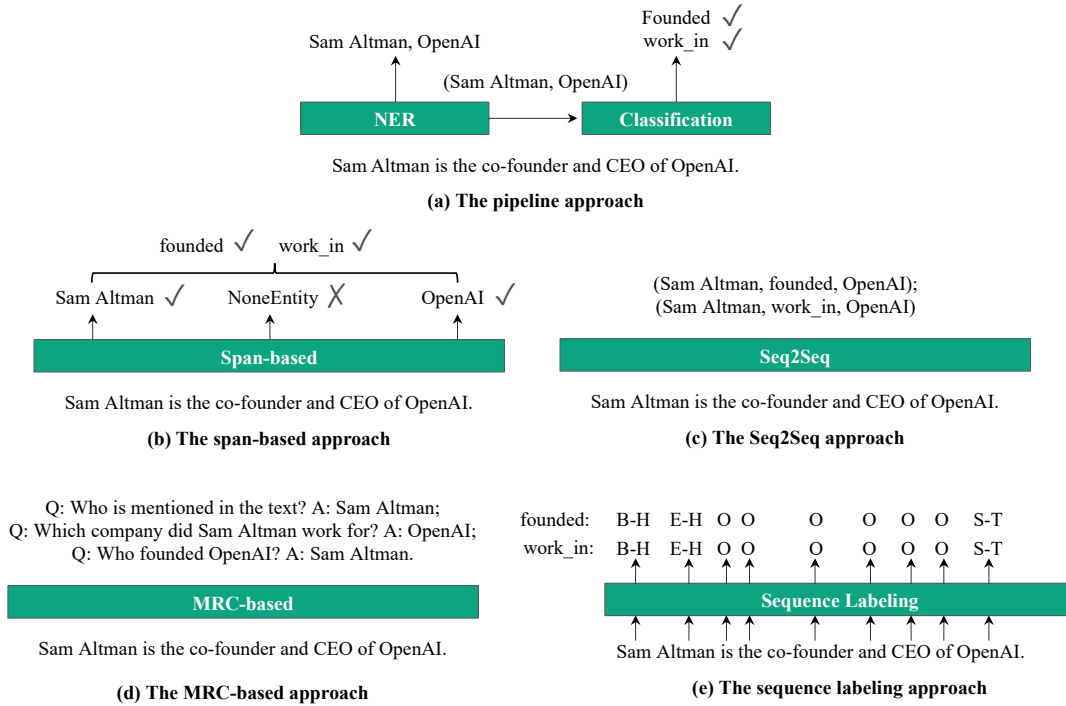 Founded ✓
Sam Altman, OpenAI
work_in ✓
(Sam Altman, OpenAI)
NER
Classification
Sam Altman is the co-founder and CEO of OpenAI.
(a) The pipeline approach
founded ✓ work_in ✓
Sam Altman ✓ NoneEntity ✗ OpenAI ✓
Span-based
Sam Altman is the co-founder and CEO of OpenAI.
(b) The span-based approach
(Sam Altman, founded, OpenAI);
(Sam Altman, work_in, OpenAI)
Seq2Seq
Sam Altman is the co-founder and CEO of OpenAI.
(c) The Seq2Seq approach
Q: Who is mentioned in the text? A: Sam Altman;
Q: Which company did Sam Altman work for? A: OpenAI;
Q: Who founded OpenAI? A: Sam Altman.
MRC-based
Sam Altman is the co-founder and CEO of OpenAI.
(d) The MRC-based approach
founded: B-H E-H O O O O O O S-T
work_in: B-H E-H O O O O O O S-T
Sequence Labeling
Sam Altman is the co-founder and CEO of OpenAI.
(e) The sequence labeling approach